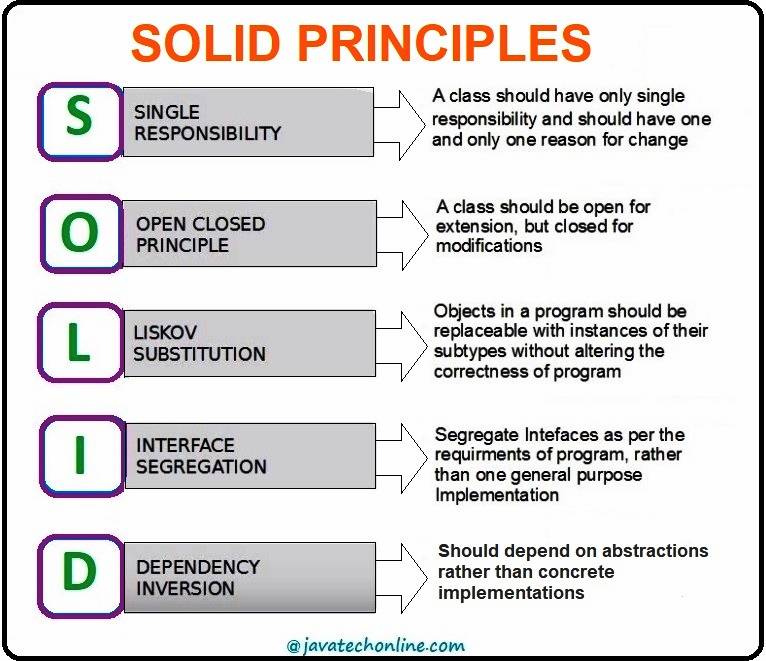 SOLID PRINCIPLES
S
SINGLE
RESPONSIBILITY
A class should have only single
responsibility and should have one
and only one reason for change
O
OPEN CLOSED
PRINCIPLE
A class should be open for
extension, but closed for
modifications
L
LISKOV
SUBSTITUTION
Objects in a program should be
replaceable with instances of their
subtypes without altering the
correctness of program
I
INTERFACE
SEGREGATION
Segregate Intefaces as per the
requirments of program, rather
than one general purpose
Implementation
D
DEPENDENCY
INVERSION
Should depend on abstractions
rather than concrete
implementations
@javatechonline.com